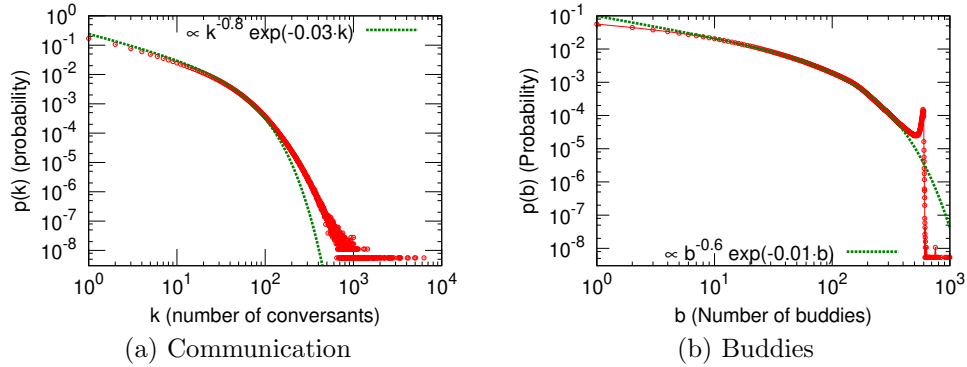 ∝ k^-0.8 exp(-0.03·k)
10^0
10^-1
10^-2
10^-3
10^-4
10^-5
10^-6
10^-7
10^-8
p(k) (probability)
10^0 10^1 10^2 10^3 10^4
k (number of conversants)
(a) Communication
10^-1
10^-2
10^-3
10^-4
10^-5
10^-6
10^-7
10^-8
p(b) (Probability)
∝ b^-0.6 exp(-0.01·b)
10^0 10^1 10^2 10^3
b (Number of buddies)
(b) Buddies